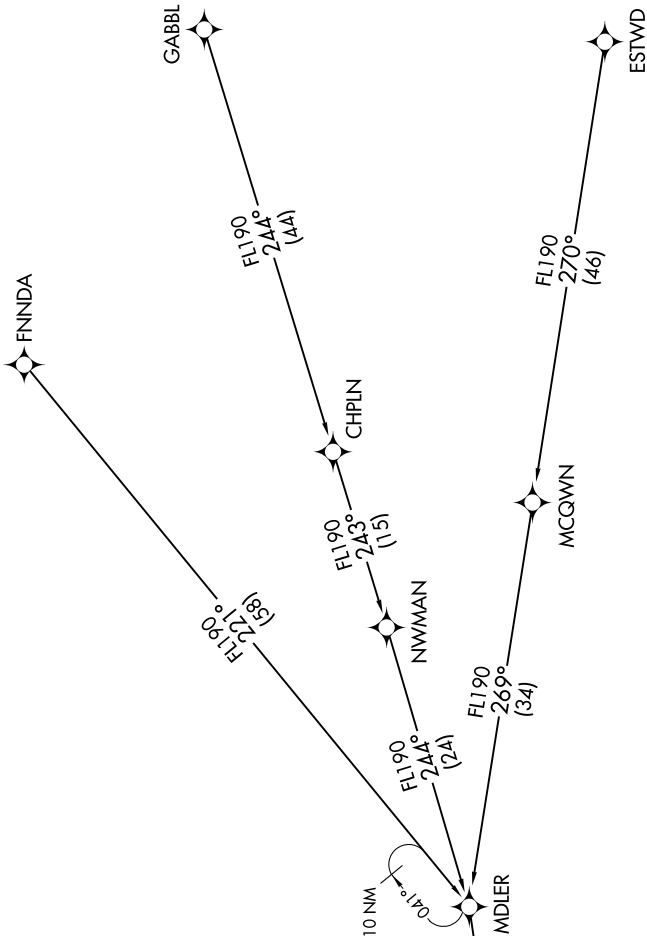 GABBL
ESTWD
FL190
244°
(44)
FL190
270°
(46)
FNNDA
CHPLN
FL190
243°
(15)
MCQWN
FL190
221°
(58)
NWMAN
FL190
269°
(34)
FL190
244°
(24)
10 NM
041°
MDLER